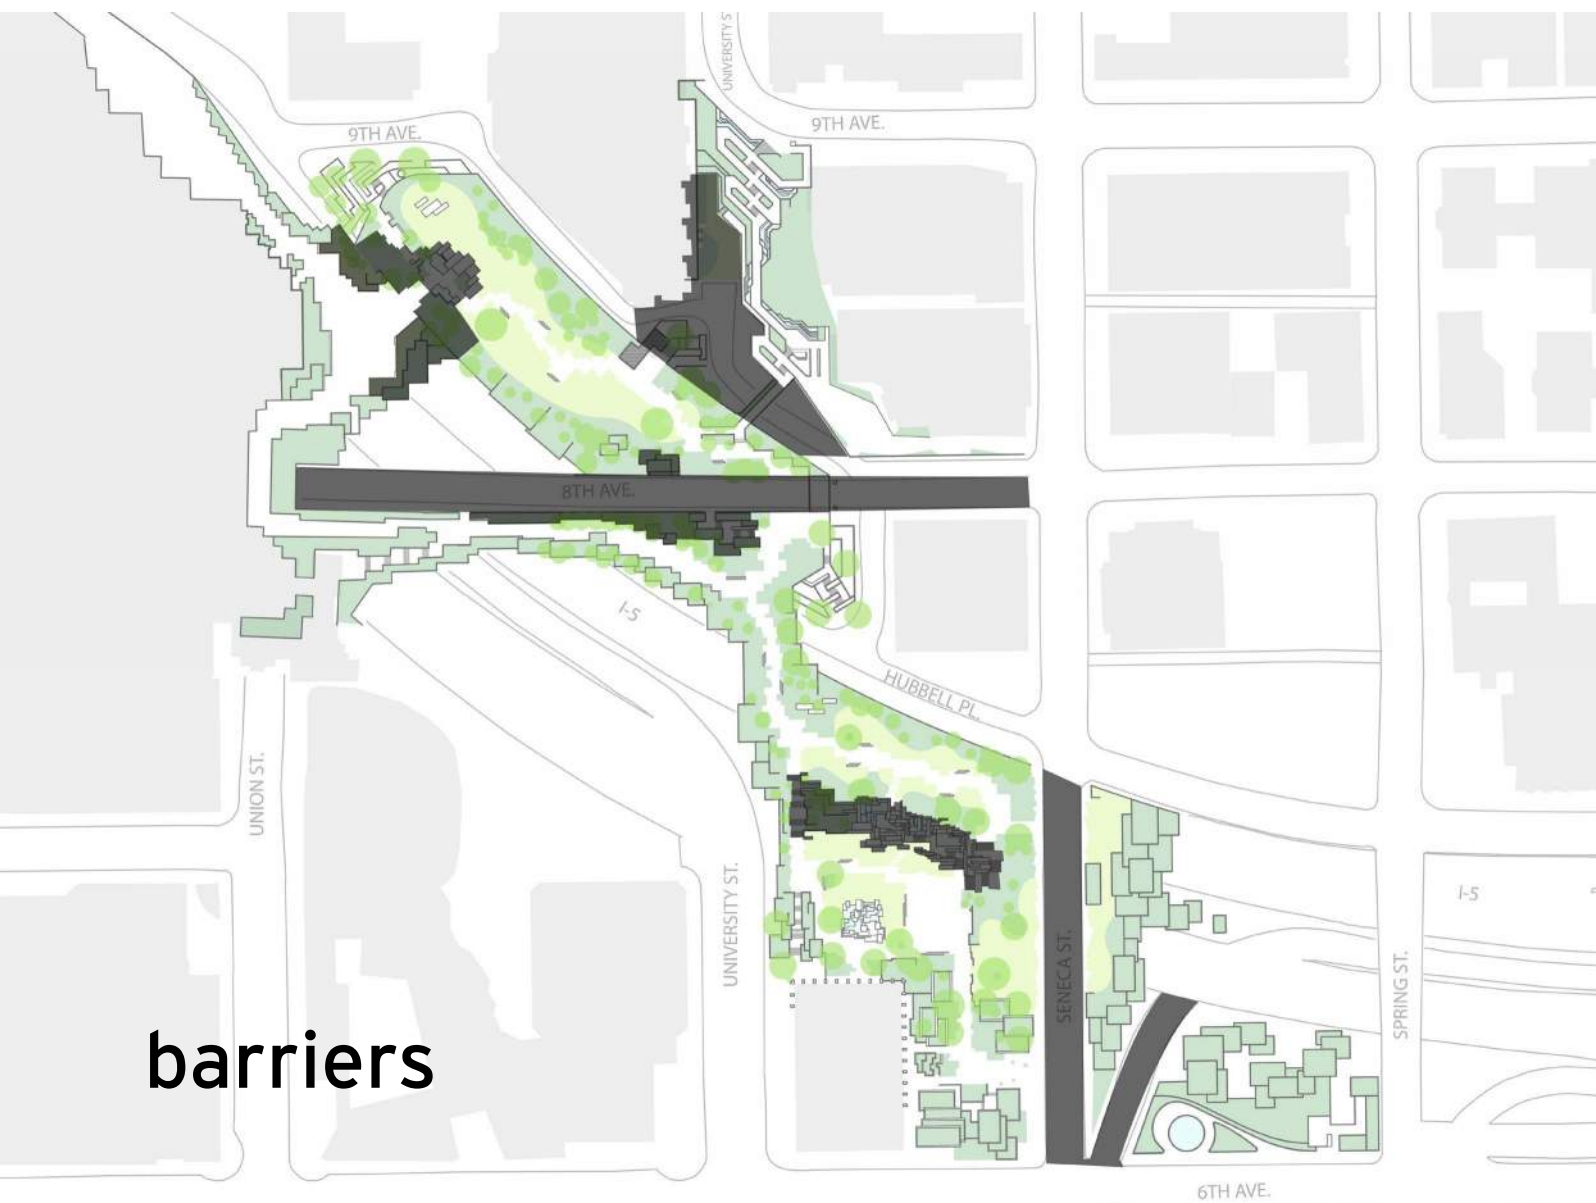 UNIVERSITY S
9TH AVE.
9TH AVE.
8TH AVE.
I-5
HUBBELL PL.
UNION ST.
UNIVERSITY ST.
SENECA ST.
SPRING ST.
I-5
barriers
6TH AVE.